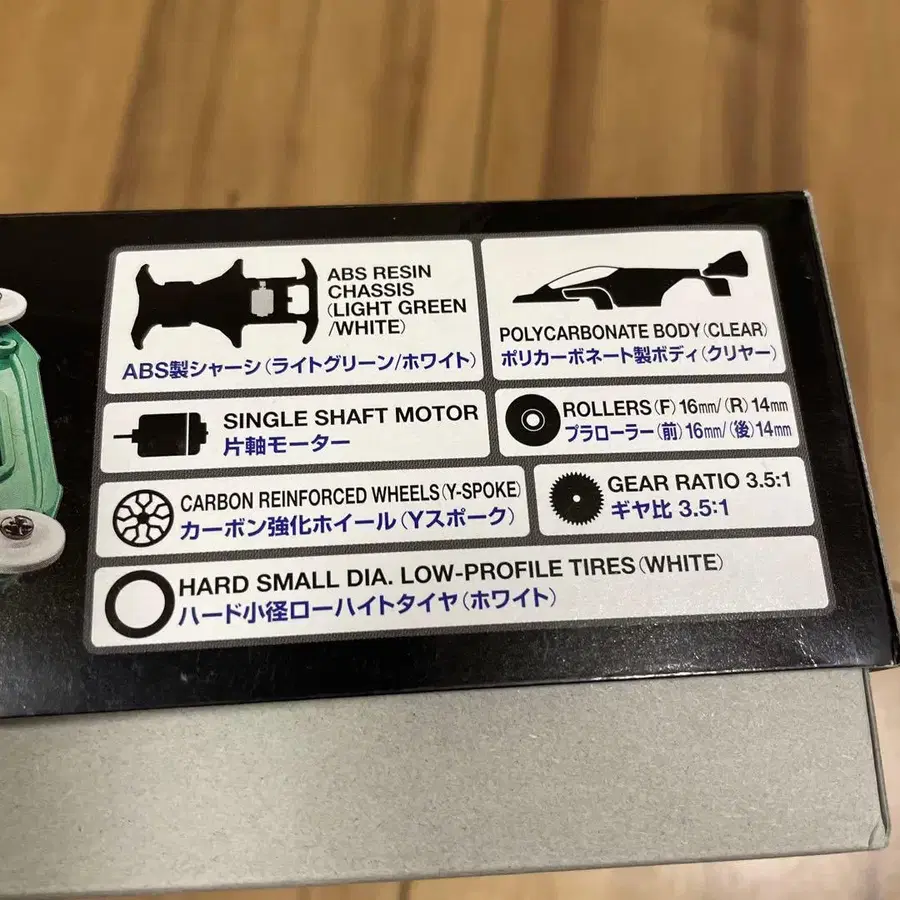 ABS RESIN
CHASSIS
(LIGHT GREEN
/WHITE)
ABS製シャーシ(ライトグリーン/ホワイト)
POLYCARBONATE BODY(CLEAR)
ポリカーボネート製ボディ(クリヤー)
SINGLE SHAFT MOTOR
片軸モーター
ROLLERS(F)16mm/(R)14mm
プラローラー(前)16mm/(後)14mm
CARBON REINFORCED WHEELS(Y-SPOKE)
カーボン強化ホイール(Yスポーク)
GEAR RATIO 3.5:1
ギヤ比 3.5:1
HARD SMALL DIA. LOW-PROFILE TIRES(WHITE)
ハード小径ローハイトタイヤ(ホワイト)